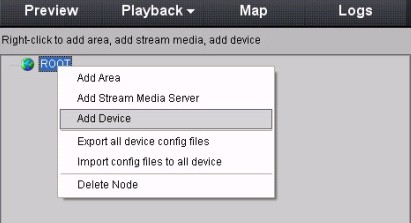 Preview Playback Map Logs
Right-click to add area, add stream media, add device
ROOT
Add Area
Add Stream Media Server
Add Device
Export all device config files
Import config files to all device
Delete Node